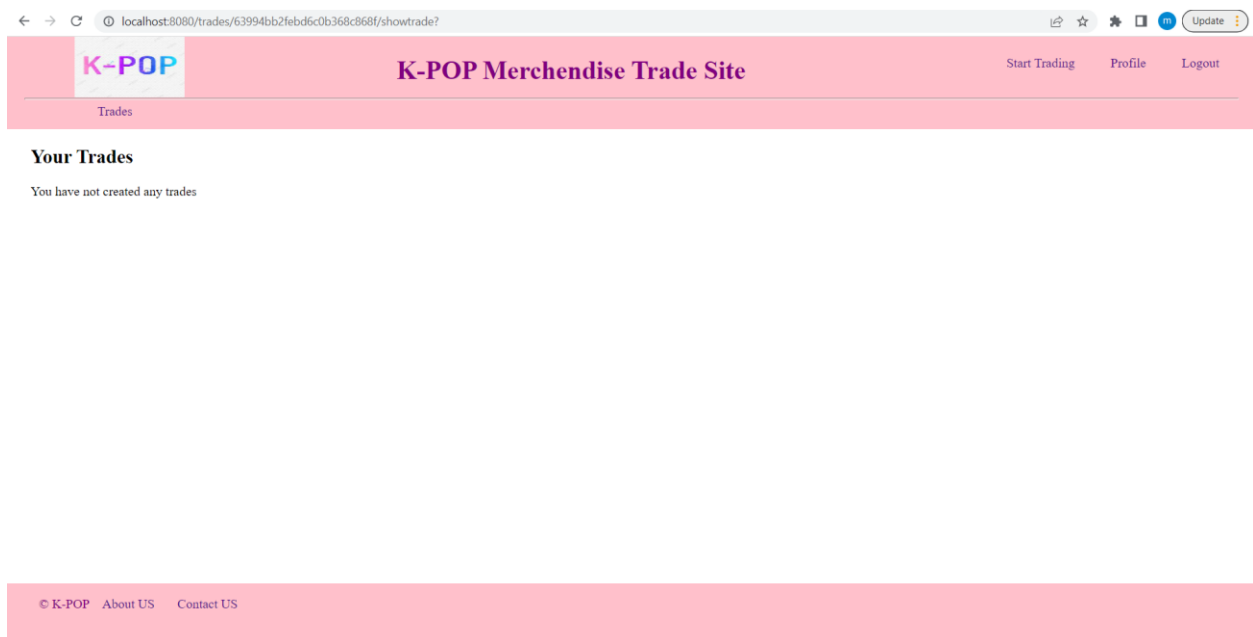 localhost:8080/trades/63994bb2febd6c0b368c868f/showtrade?
m
Update
K-POP
K-POP Merchendise Trade Site
Start Trading Profile Logout
Trades
Your Trades
You have not created any trades
© K-POP About US Contact US